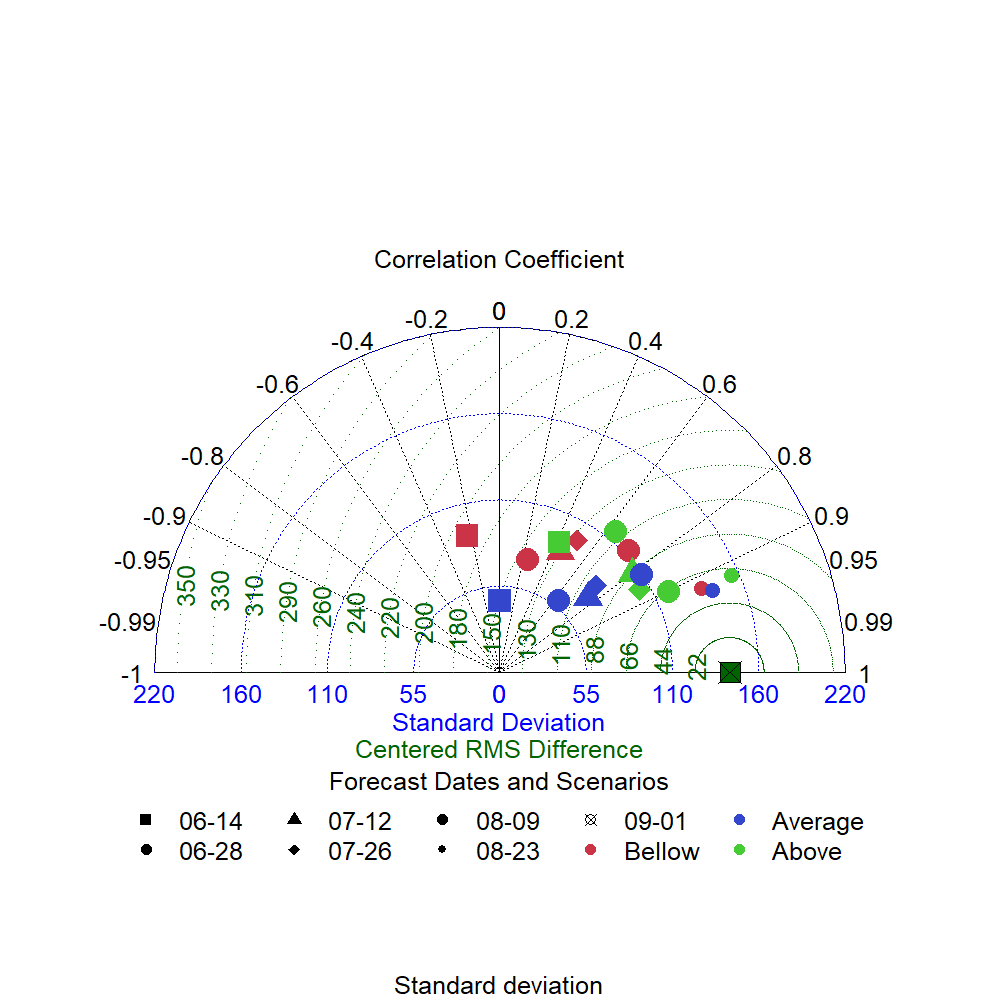 Correlation Coefficient
0
-0.2 0.2
-0.4 0.4
-0.6 0.6
-0.8 0.8
-0.9 0.9
-0.95 0.95
-0.99 0.99
350 330 310 290 260 240 220 200 180 150 130 110 88 66 44 22
-1 1
220 160 110 55 0 55 110 160 220
Standard Deviation
Centered RMS Difference
Forecast Dates and Scenarios
06-14 07-12 08-09 09-01 Average
06-28 07-26 08-23 Bellow Above
Standard deviation